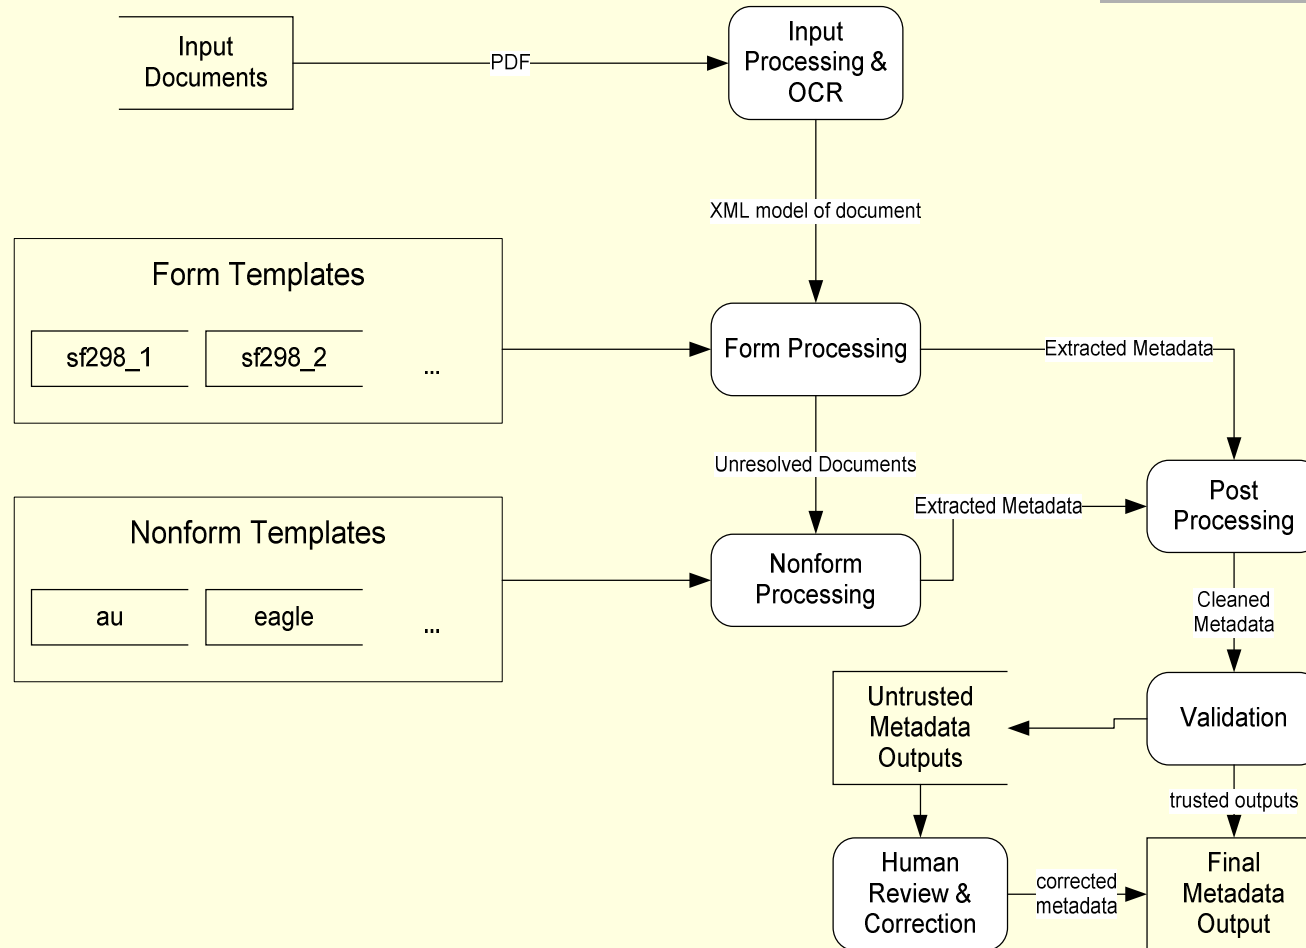 Input
Documents
PDF
Input
Processing &
OCR
XML model of document
Form Templates
sf298_1
sf298_2
...
Form Processing
Extracted Metadata
Unresolved Documents
Nonform Templates
au
eagle
...
Extracted Metadata
Nonform
Processing
Post
Processing
Cleaned
Metadata
Untrusted
Metadata
Outputs
Validation
trusted outputs
Human
Review &
Correction
corrected
metadata
Final
Metadata
Output